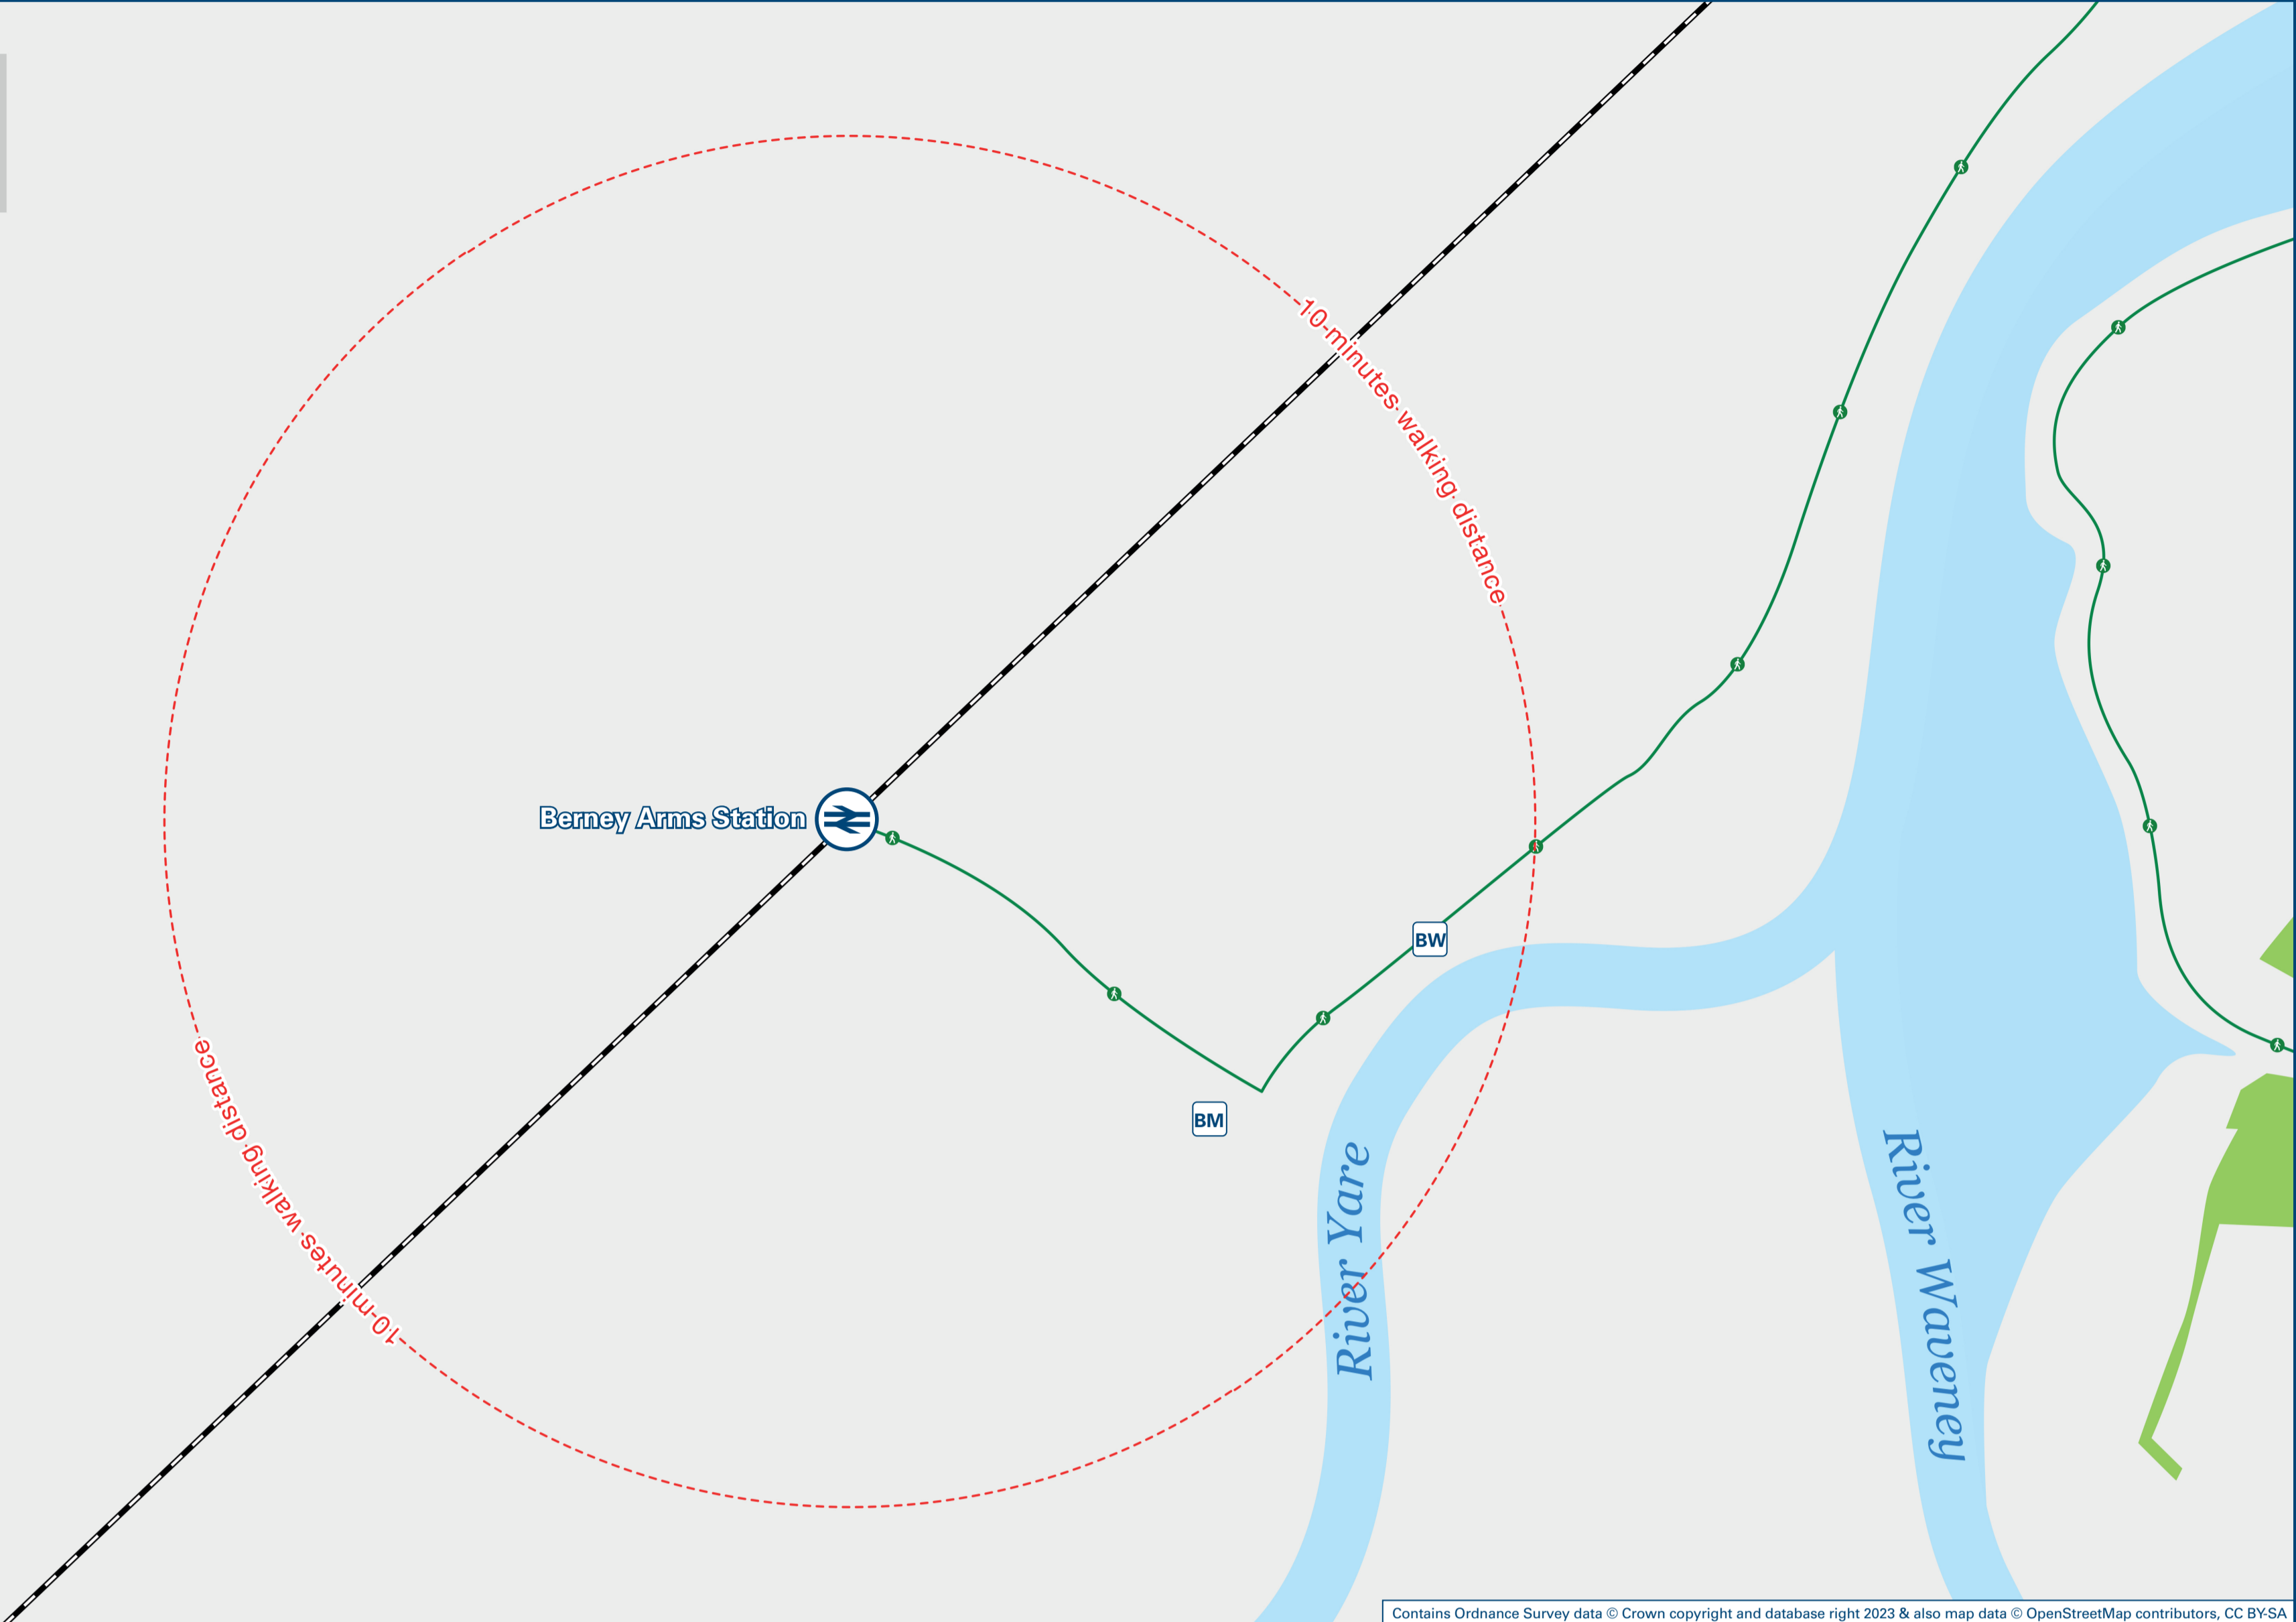 10-minutes walking distance
Berney Arms Station
BW
BM
10-minutes walking distance
River Yare
River Waveney
Contains Ordnance Survey data © Crown copyright and database right 2023 & also map data © OpenStreetMap contributors, CC BY-SA